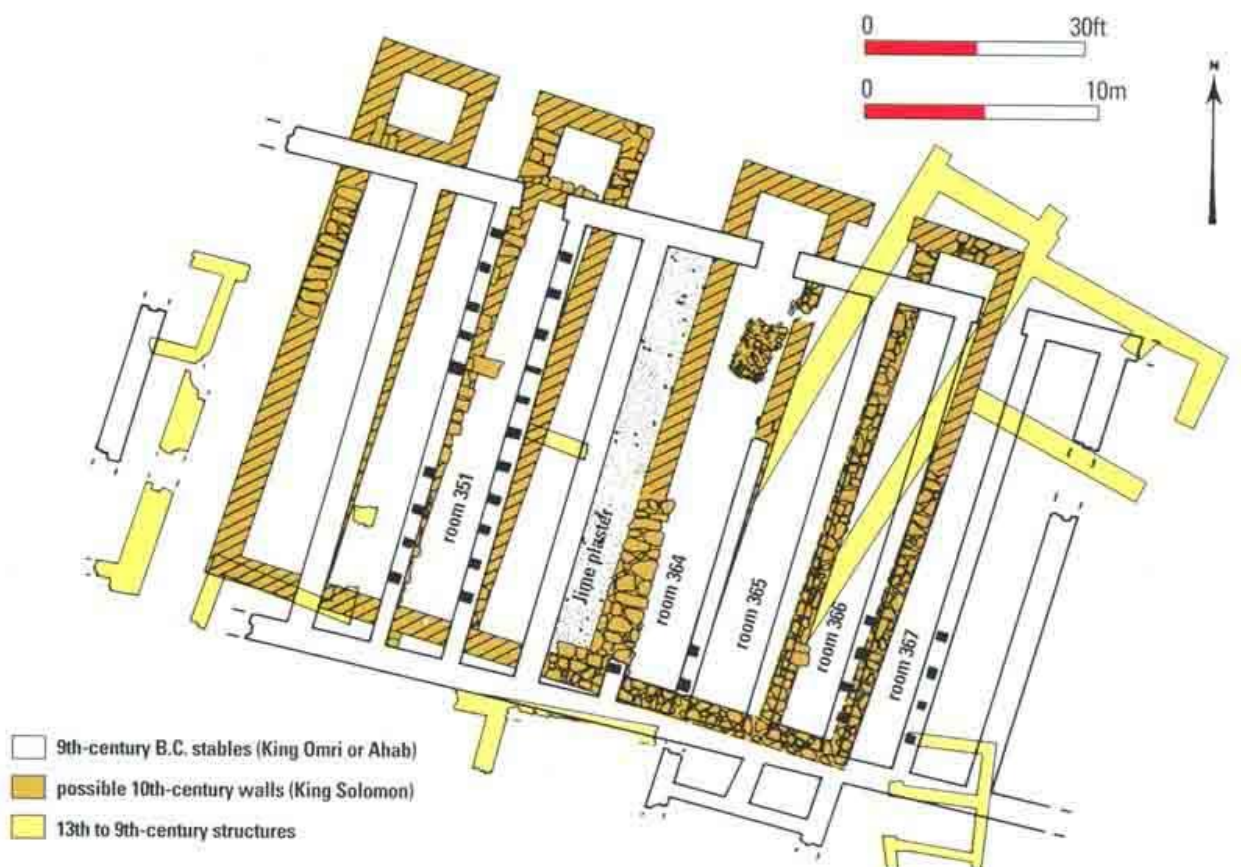 0 30ft
0 10m
N
room 351
lime plaster
room 364
room 365
room 366
room 367
9th-century B.C. stables (King Omri or Ahab)
possible 10th-century walls (King Solomon)
13th to 9th-century structures